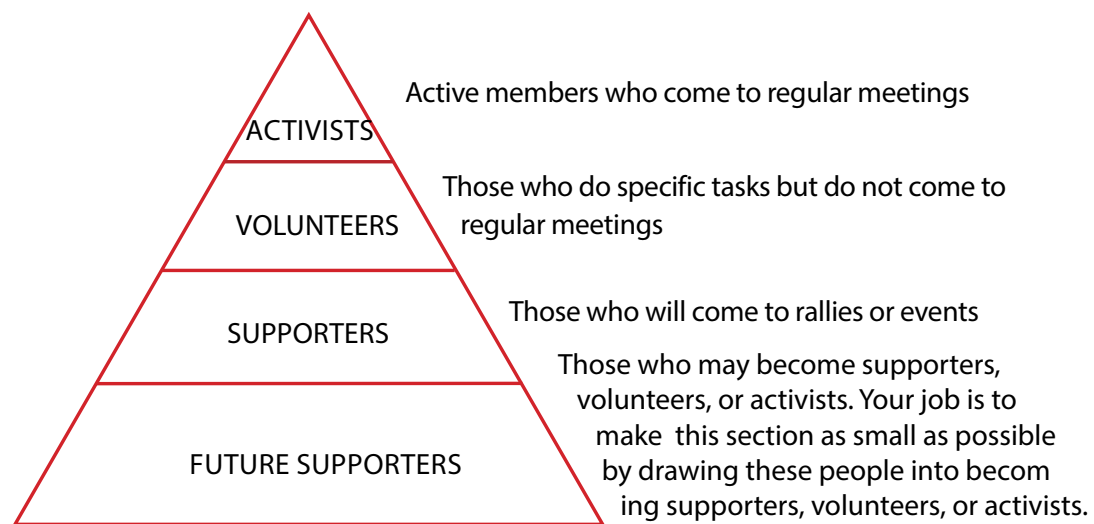 Active members who come to regular meetings
ACTIVISTS
Those who do specific tasks but do not come to
regular meetings
VOLUNTEERS
Those who will come to rallies or events
SUPPORTERS
Those who may become supporters,
volunteers, or activists. Your job is to
make  this section as small as possible
by drawing these people into becom
ing supporters, volunteers, or activists.
FUTURE SUPPORTERS